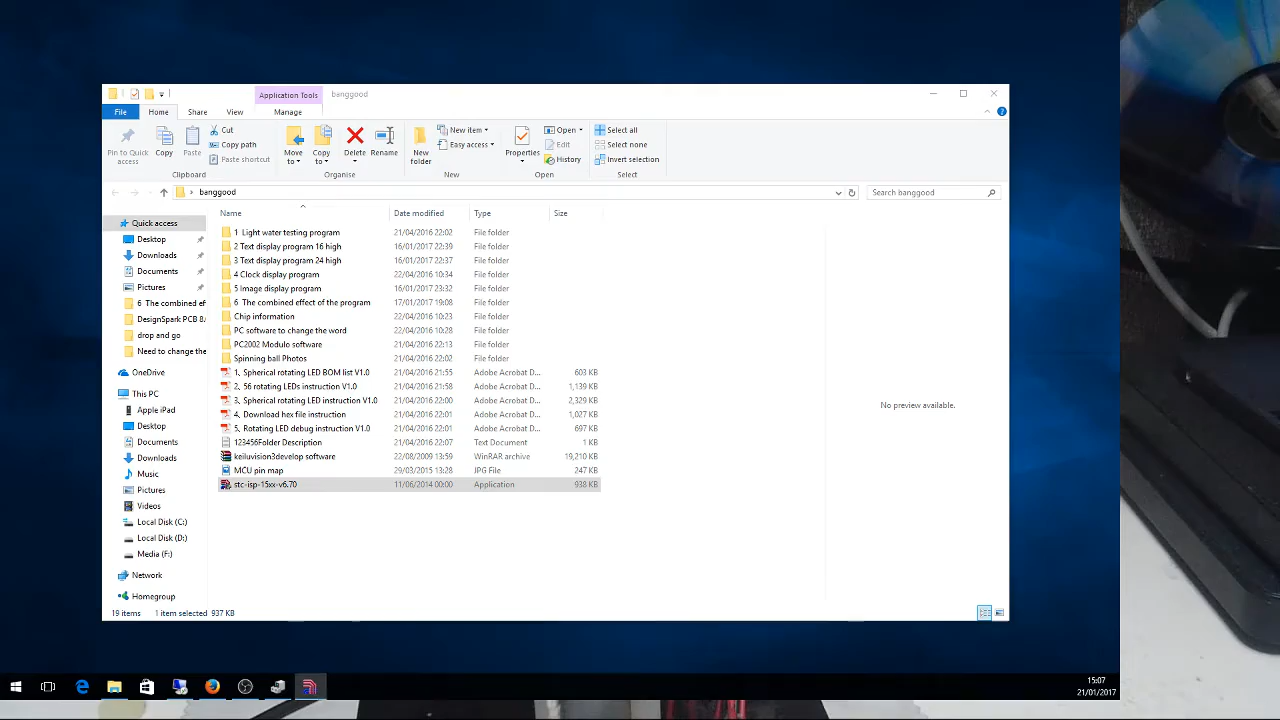 Application Tools banggood
File Home Share View Manage
Pin to Quick access
Copy
Paste
Cut
Copy path
Paste shortcut
Clipboard
Move to
Copy to
Delete
Rename
Organise
New folder
New item
Easy access
New
Properties
Open
Edit
History
Open
Select all
Select none
Invert selection
Select
banggood
Search banggood
Quick access
Desktop
Downloads
Documents
Pictures
6 The combined ef
DesignSpark PCB 8.
drop and go
Need to change the
OneDrive
This PC
Apple iPad
Desktop
Documents
Downloads
Music
Pictures
Videos
Local Disk (C:)
Local Disk (D:)
Media (F:)
Network
Homegroup
Name Date modified Type Size
1 Light water testing program 21/04/2016 22:02 File folder
2 Text display program 16 high 16/01/2017 22:39 File folder
3 Text display program 24 high 16/01/2017 22:37 File folder
4 Clock display program 22/04/2016 10:34 File folder
5 Image display program 16/01/2017 23:32 File folder
6 The combined effect of the program 17/01/2017 19:08 File folder
Chip information 22/04/2016 10:23 File folder
PC software to change the word 22/04/2016 10:28 File folder
PC2002 Modulo software 21/04/2016 22:13 File folder
Spinning ball Photos 21/04/2016 22:02 File folder
1、Spherical rotating LED BOM list V1.0 21/04/2016 21:55 Adobe Acrobat D... 603 KB
2、56 rotating LEDs instruction V1.0 21/04/2016 21:58 Adobe Acrobat D... 1,139 KB
3、Spherical rotating LED instruction V1.0 21/04/2016 22:00 Adobe Acrobat D... 2,329 KB
4、Download hex file instruction 21/04/2016 22:01 Adobe Acrobat D... 1,027 KB
5、Rotating LED debug instruction V1.0 21/04/2016 22:01 Adobe Acrobat D... 697 KB
123456Folder Description 21/04/2016 22:07 Text Document 1 KB
keiluvision3develop software 22/08/2009 13:59 WinRAR archive 19,210 KB
MCU pin map 29/03/2015 13:28 JPG File 247 KB
stc-isp-15xx-v6.70 11/06/2014 00:00 Application 938 KB
No preview available.
19 items 1 item selected 937 KB
15:07
21/01/2017